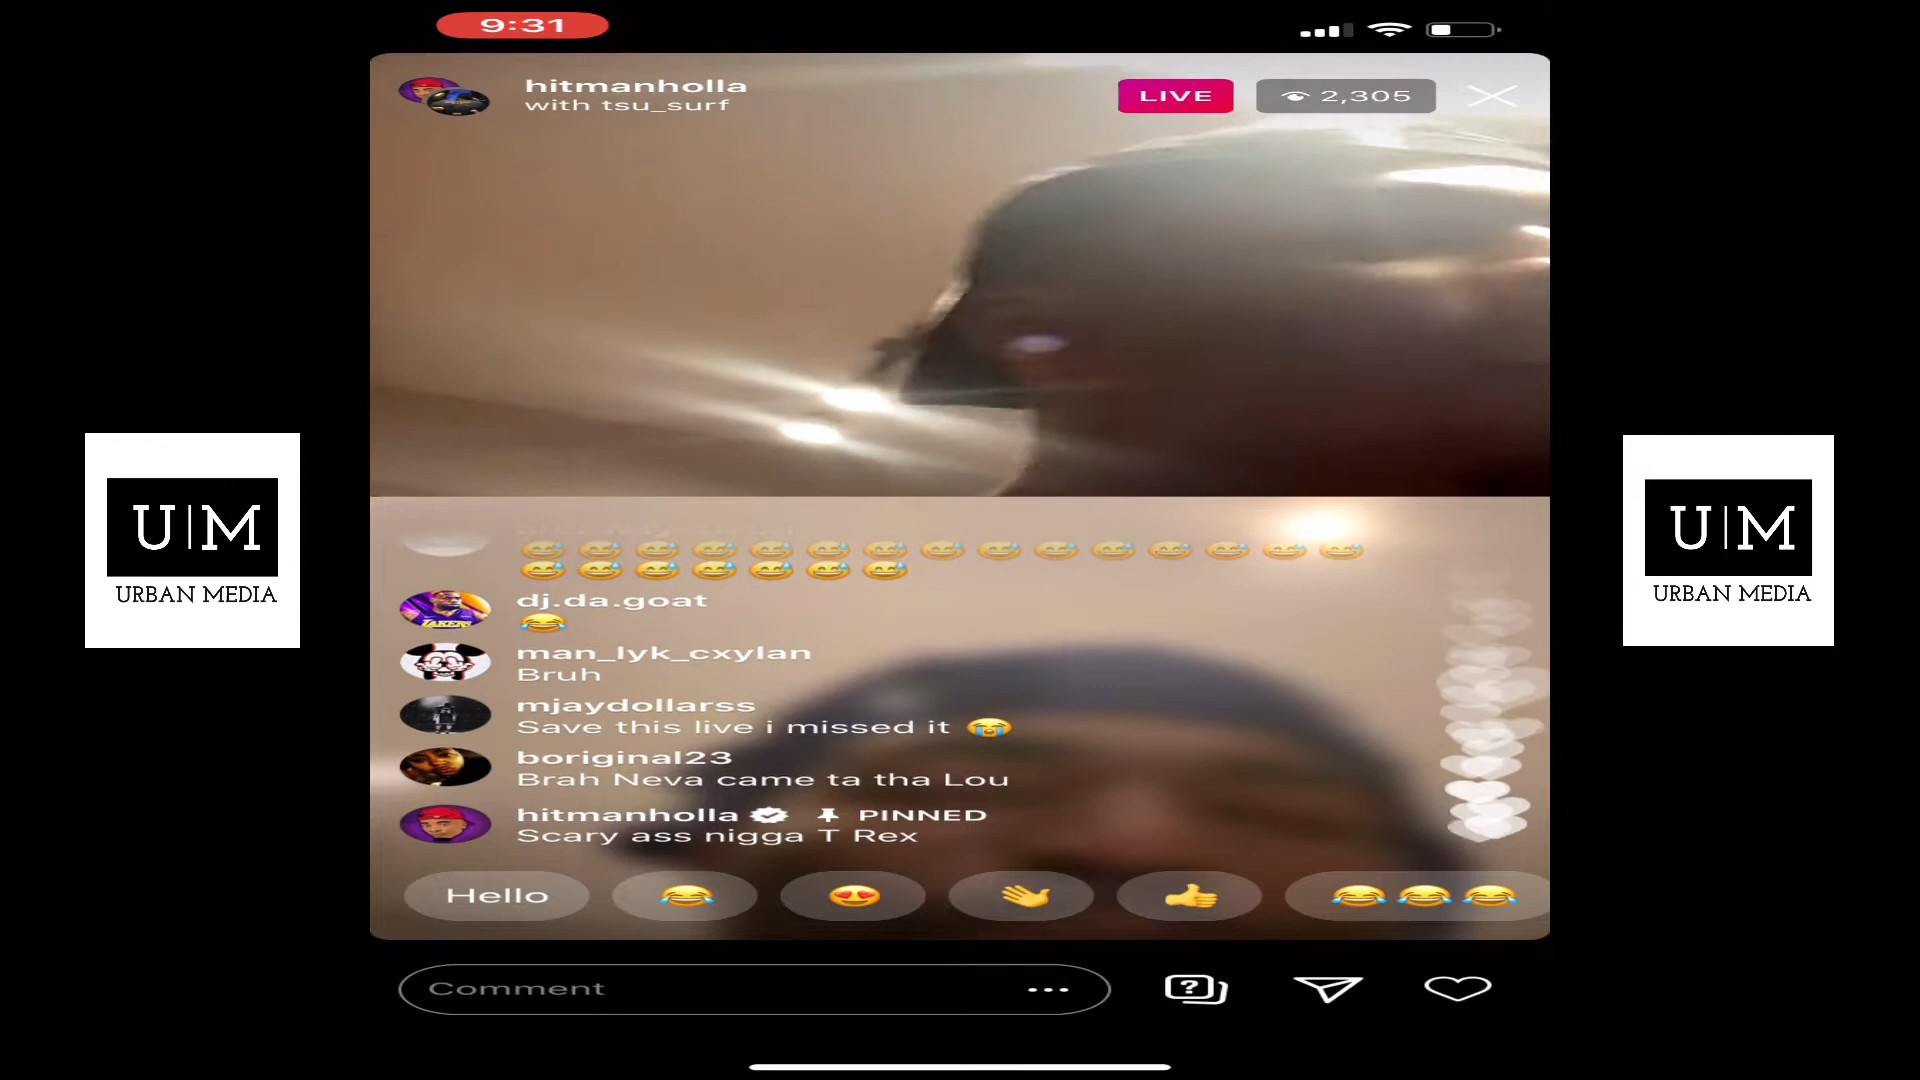 9:31
hitmanholla
with tsu_surf
LIVE
2,305
dj.da.goat
man_lyk_cxylan
Bruh
mjaydollarss
Save this live i missed it
boriginal23
Brah Neva came ta tha Lou
hitmanholla PINNED
Scary ass nigga T Rex
Hello
Comment
U|M
URBAN MEDIA
U|M
URBAN MEDIA